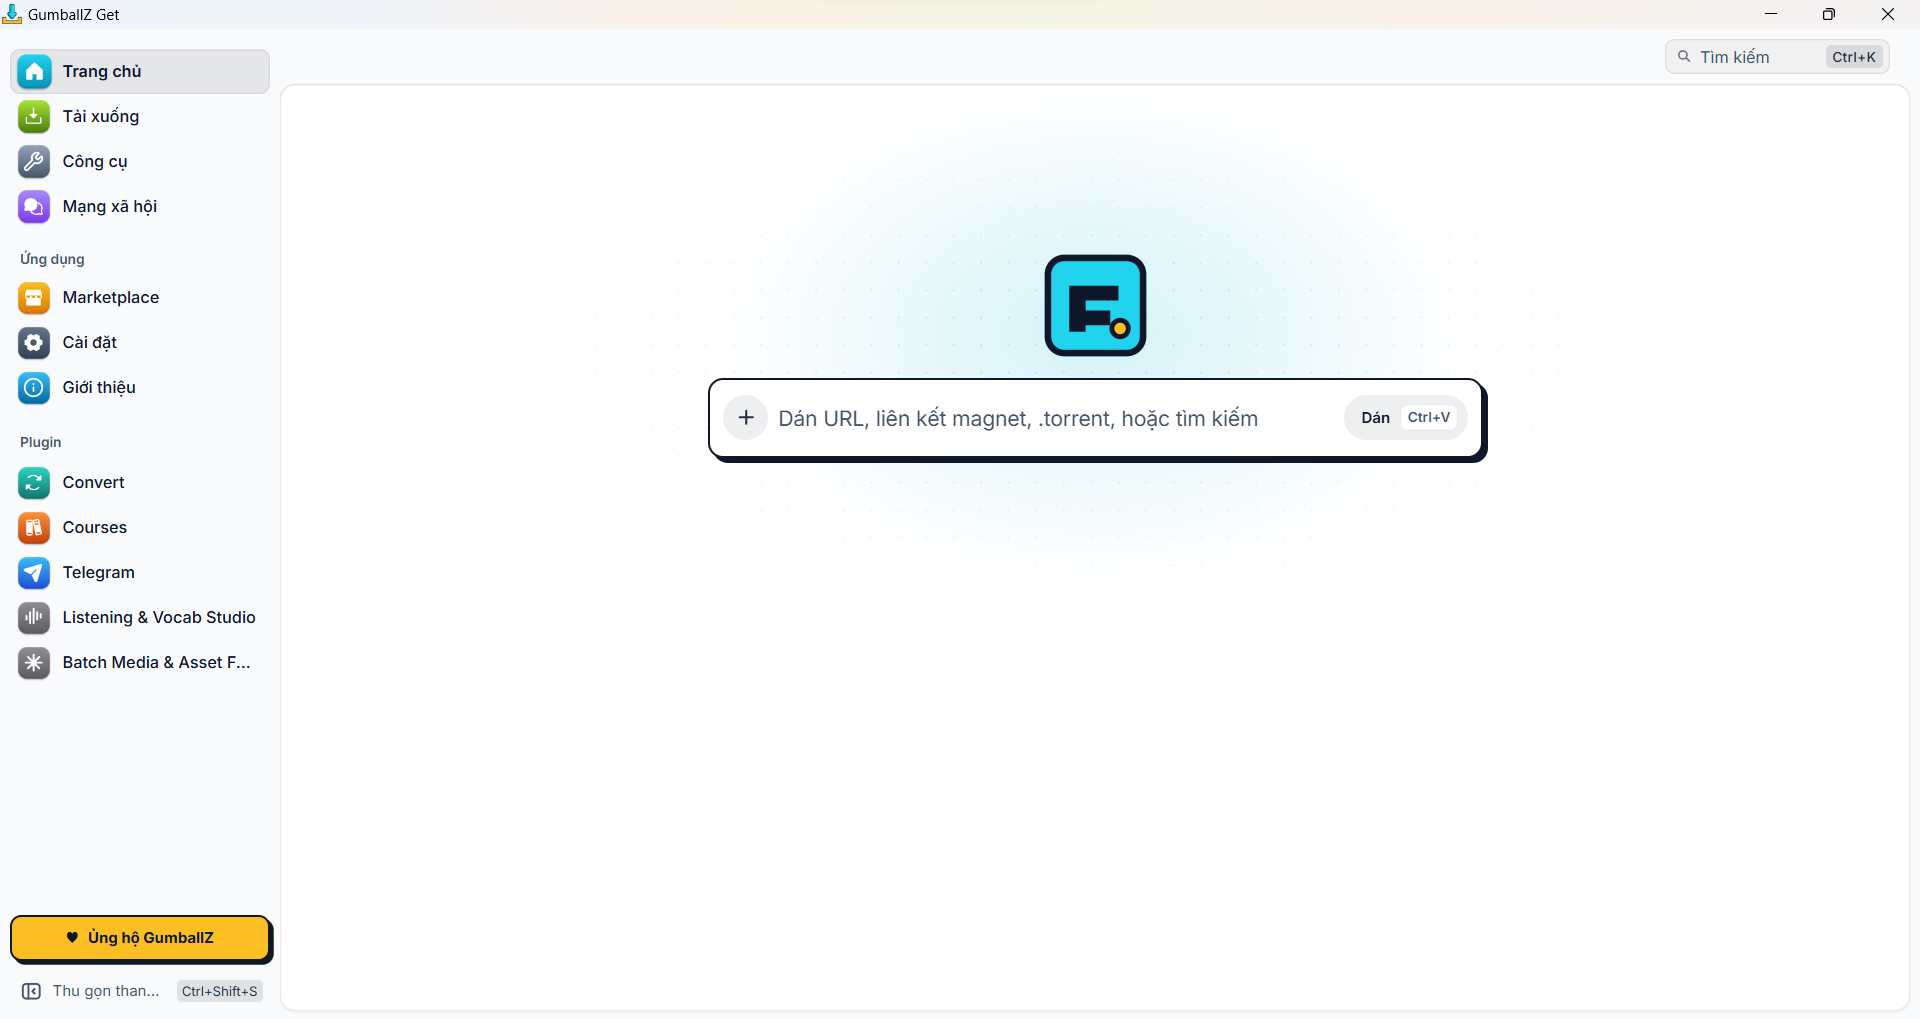 GumballZ Get
Tìm kiếm Ctrl+K
Trang chủ
Tải xuống
Công cụ
Mạng xã hội
Ứng dụng
Marketplace
Cài đặt
Giới thiệu
Plugin
Convert
Courses
Telegram
Listening & Vocab Studio
Batch Media & Asset F...
Ủng hộ GumballZ
Thu gọn than... Ctrl+Shift+S
F
Dán URL, liên kết magnet, .torrent, hoặc tìm kiếm Dán Ctrl+V